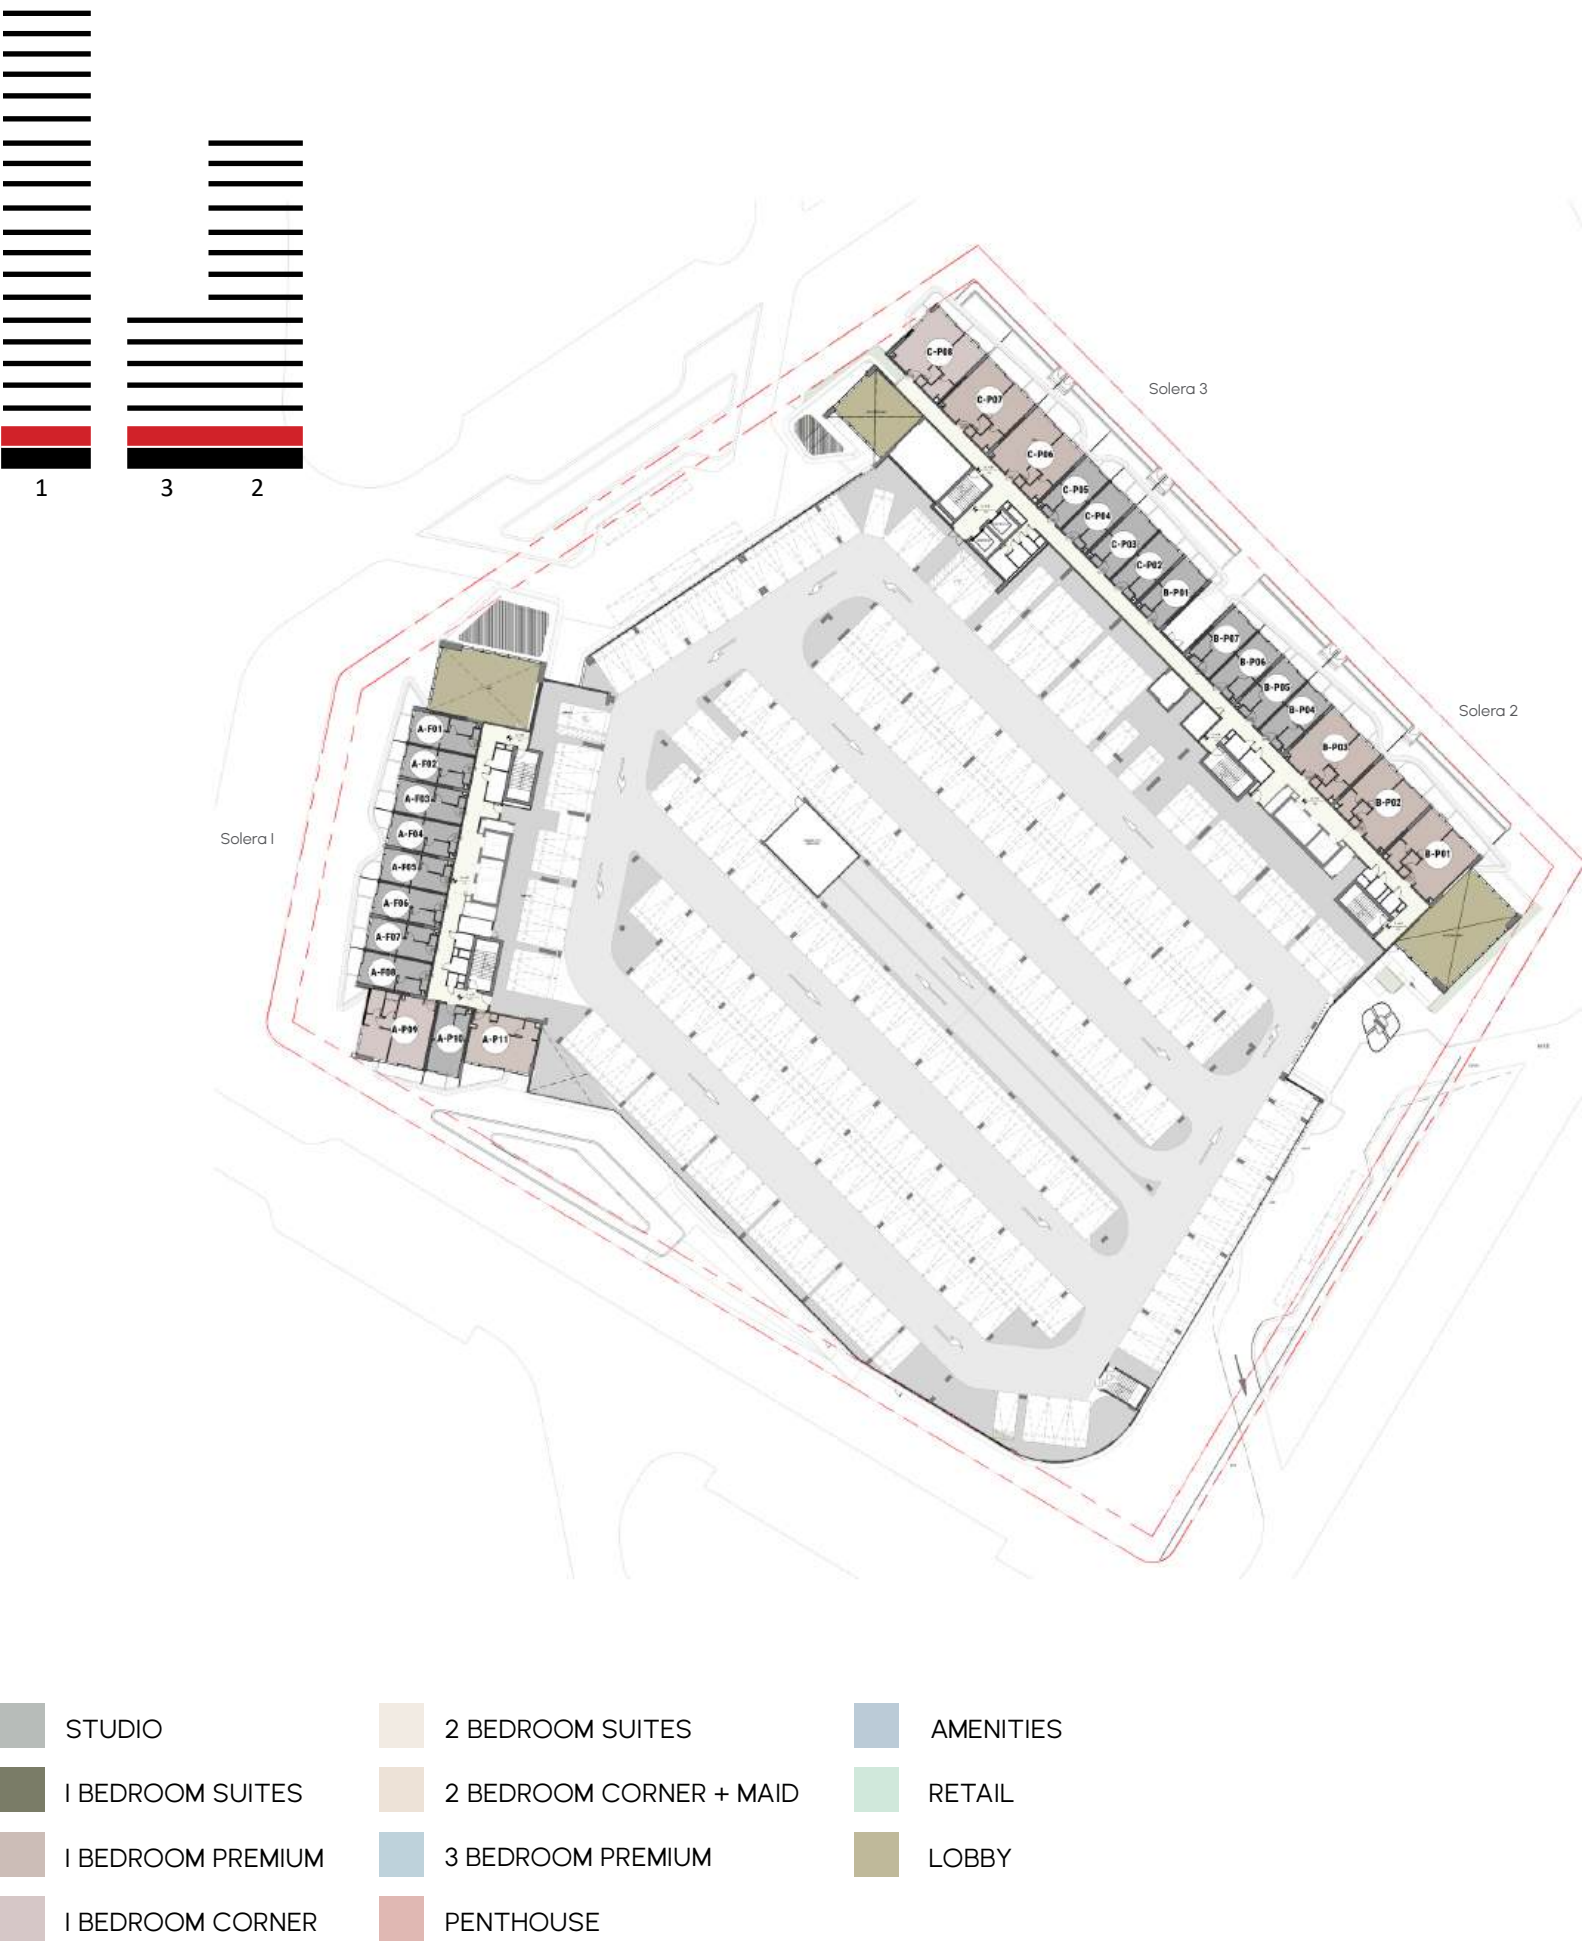 1
3
2
Solera 3
C-P08
C-P07
C-P06
C-P05
C-P04
C-P03
C-P02
B-P01
B-P07
B-P06
B-P05
B-P04
B-P03
B-P02
B-P01
Solera 2
Solera I
A-F01
A-F02
A-F03
A-F04
A-F05
A-F06
A-F07
A-F08
A-P09
A-P10
A-P11
STUDIO
I BEDROOM SUITES
I BEDROOM PREMIUM
I BEDROOM CORNER
2 BEDROOM SUITES
2 BEDROOM CORNER + MAID
3 BEDROOM PREMIUM
PENTHOUSE
AMENITIES
RETAIL
LOBBY